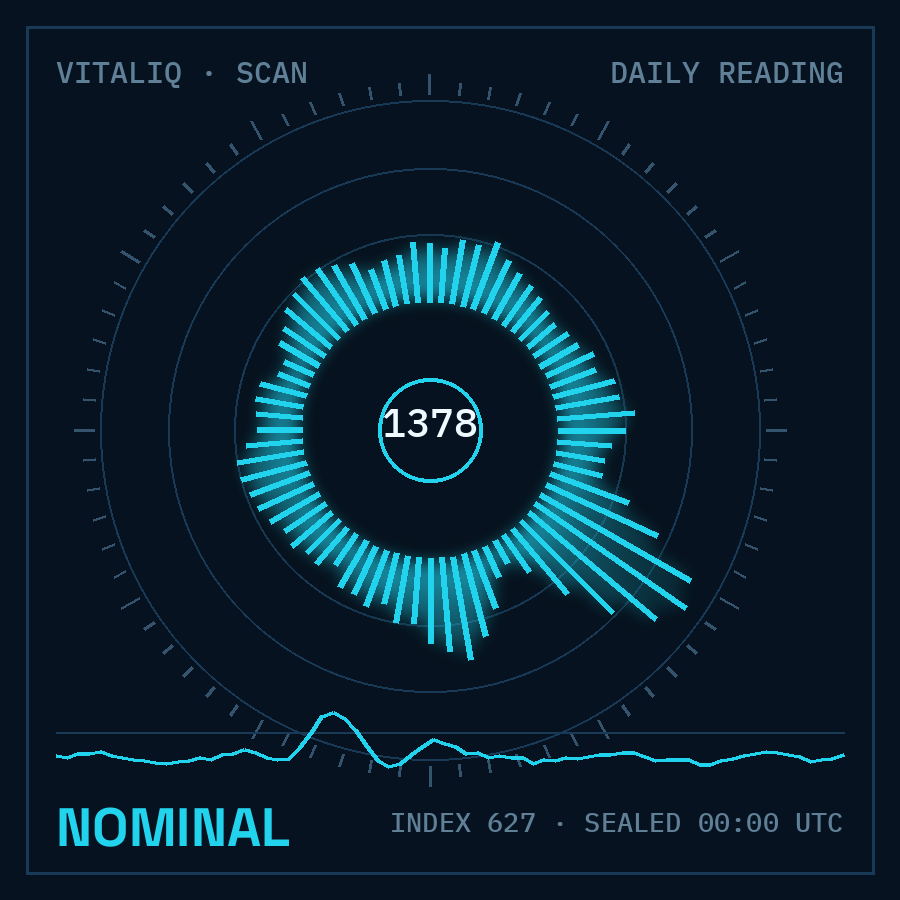 VITALIQ · SCAN
DAILY READING
1378
NOMINAL
INDEX 627 · SEALED 00:00 UTC